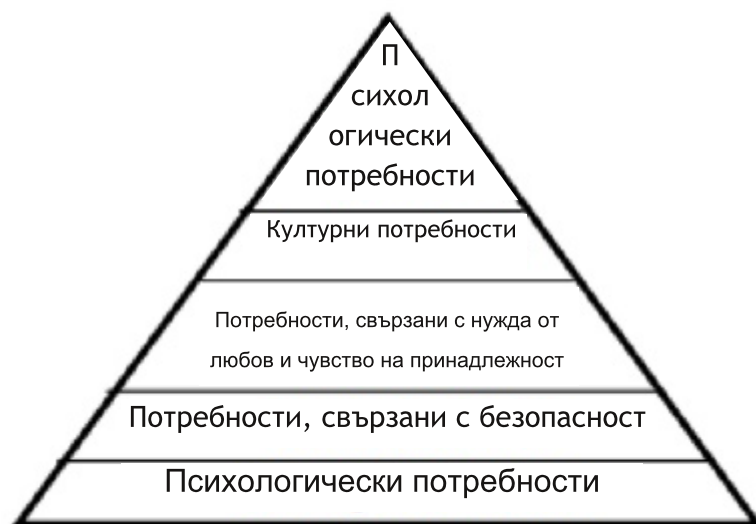 П
сихол
огически
потребности
Културни потребности
Потребности, свързани с нужда от
любов и чувство на принадлежност
Потребности, свързани с безопасност
Психологически потребности